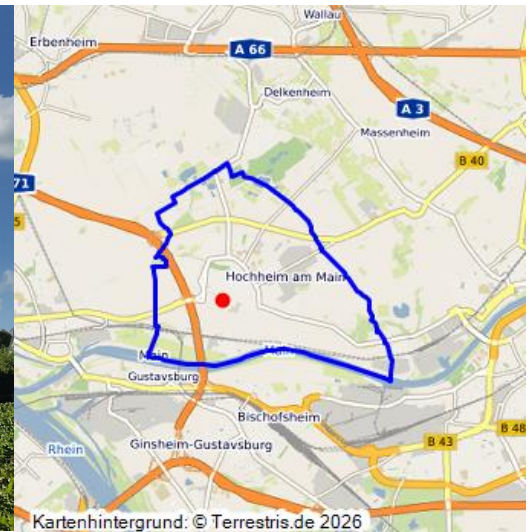 Wallau
Erbenheim
A 66
Delkenheim
A 3
Massenheim
B 40
71
5
Hochheim am Main
Main
Main
Gustavsburg
Bischofsheim
Rhein
Ginsheim-Gustavsburg
B 43
B 48
Kartenhintergrund: © Terrestris.de 2026